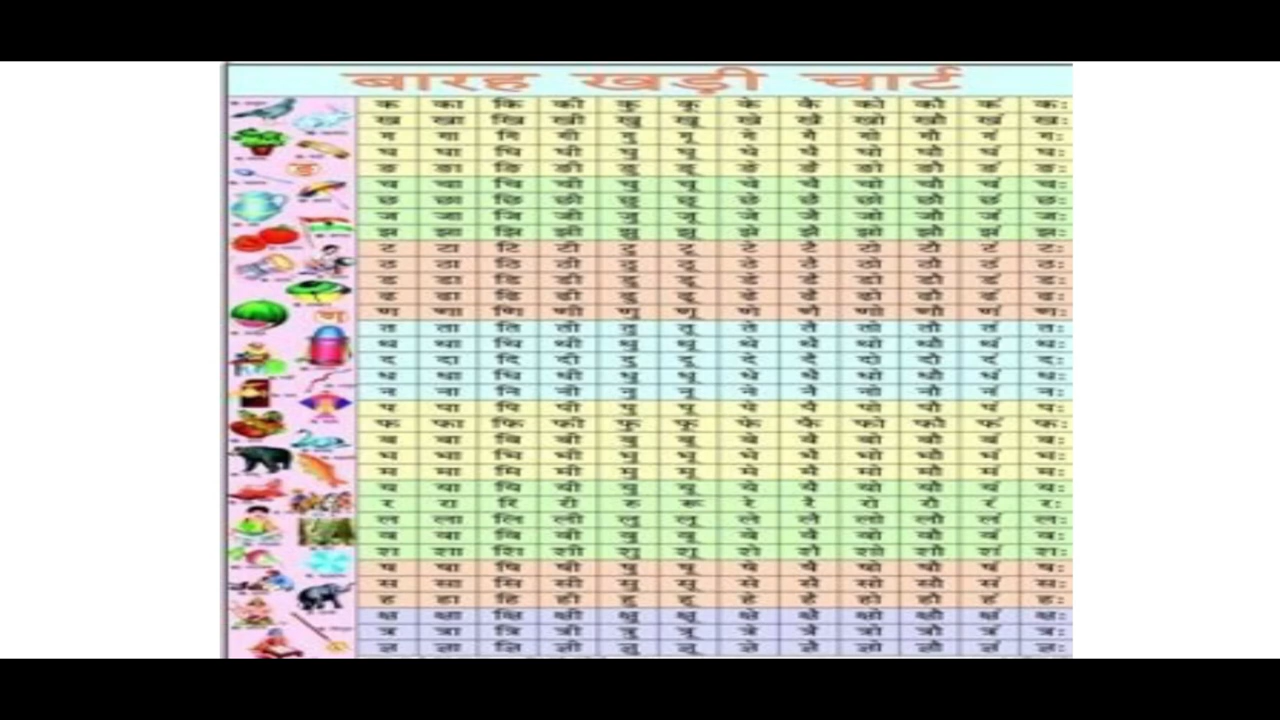 बारह खड़ी चार्ट
क का कि की कु कू के कै को कौ कं कः
ख खा खि खी खु खू खे खै खो खौ खं खः
ग गा गि गी गु गू गे गै गो गौ गं गः
घ घा घि घी घु घू घे घै घो घौ घं घः
ङ ङा ङि ङी ङु ङू ङे ङै ङो ङौ ङं ङः
च चा चि ची चु चू चे चै चो चौ चं चः
छ छा छि छी छु छू छे छै छो छौ छं छः
ज जा जि जी जु जू जे जै जो जौ जं जः
झ झा झि झी झु झू झे झै झो झौ झं झः
ट टा टि टी टु टू टे टै टो टौ टं टः
ठ ठा ठि ठी ठु ठू ठे ठै ठो ठौ ठं ठः
ड डा डि डी डु डू डे डै डो डौ डं डः
ढ ढा ढि ढी ढु ढू ढे ढै ढो ढौ ढं ढः
ण णा णि णी णु णू णे णै णो णौ णं णः
त ता ति ती तु तू ते तै तो तौ तं तः
थ था थि थी थु थू थे थै थो थौ थं थः
द दा दि दी दु दू दे दै दो दौ दं दः
ध धा धि धी धु धू धे धै धो धौ धं धः
न ना नि नी नु नू ने नै नो नौ नं नः
प पा पि पी पु पू पे पै पो पौ पं पः
फ फा फि फी फु फू फे फै फो फौ फं फः
ब बा बि बी बु बू बे बै बो बौ बं बः
भ भा भि भी भु भू भे भै भो भौ भं भः
म मा मि मी मु मू मे मै मो मौ मं मः
य या यि यी यु यू ये यै यो यौ यं यः
र रा रि री रु रू रे रै रो रौ रं रः
ल ला लि ली लु लू ले लै लो लौ लं लः
व वा वि वी वु वू वे वै वो वौ वं वः
श शा शि शी शु शू शे शै शो शौ शं शः
ष षा षि षी षु षू षे षै षो षौ षं षः
स सा सि सी सु सू से सै सो सौ सं सः
ह हा हि ही हु हू हे है हो हौ हं हः
क्ष क्षा क्षि क्षी क्षु क्षू क्षे क्षै क्षो क्षौ क्षं क्षः
त्र त्रा त्रि त्री त्रु त्रू त्रे त्रै त्रो त्रौ त्रं त्रः
ज्ञ ज्ञा ज्ञि ज्ञी ज्ञु ज्ञू ज्ञे ज्ञै ज्ञो ज्ञौ ज्ञं ज्ञः
ङ
ण